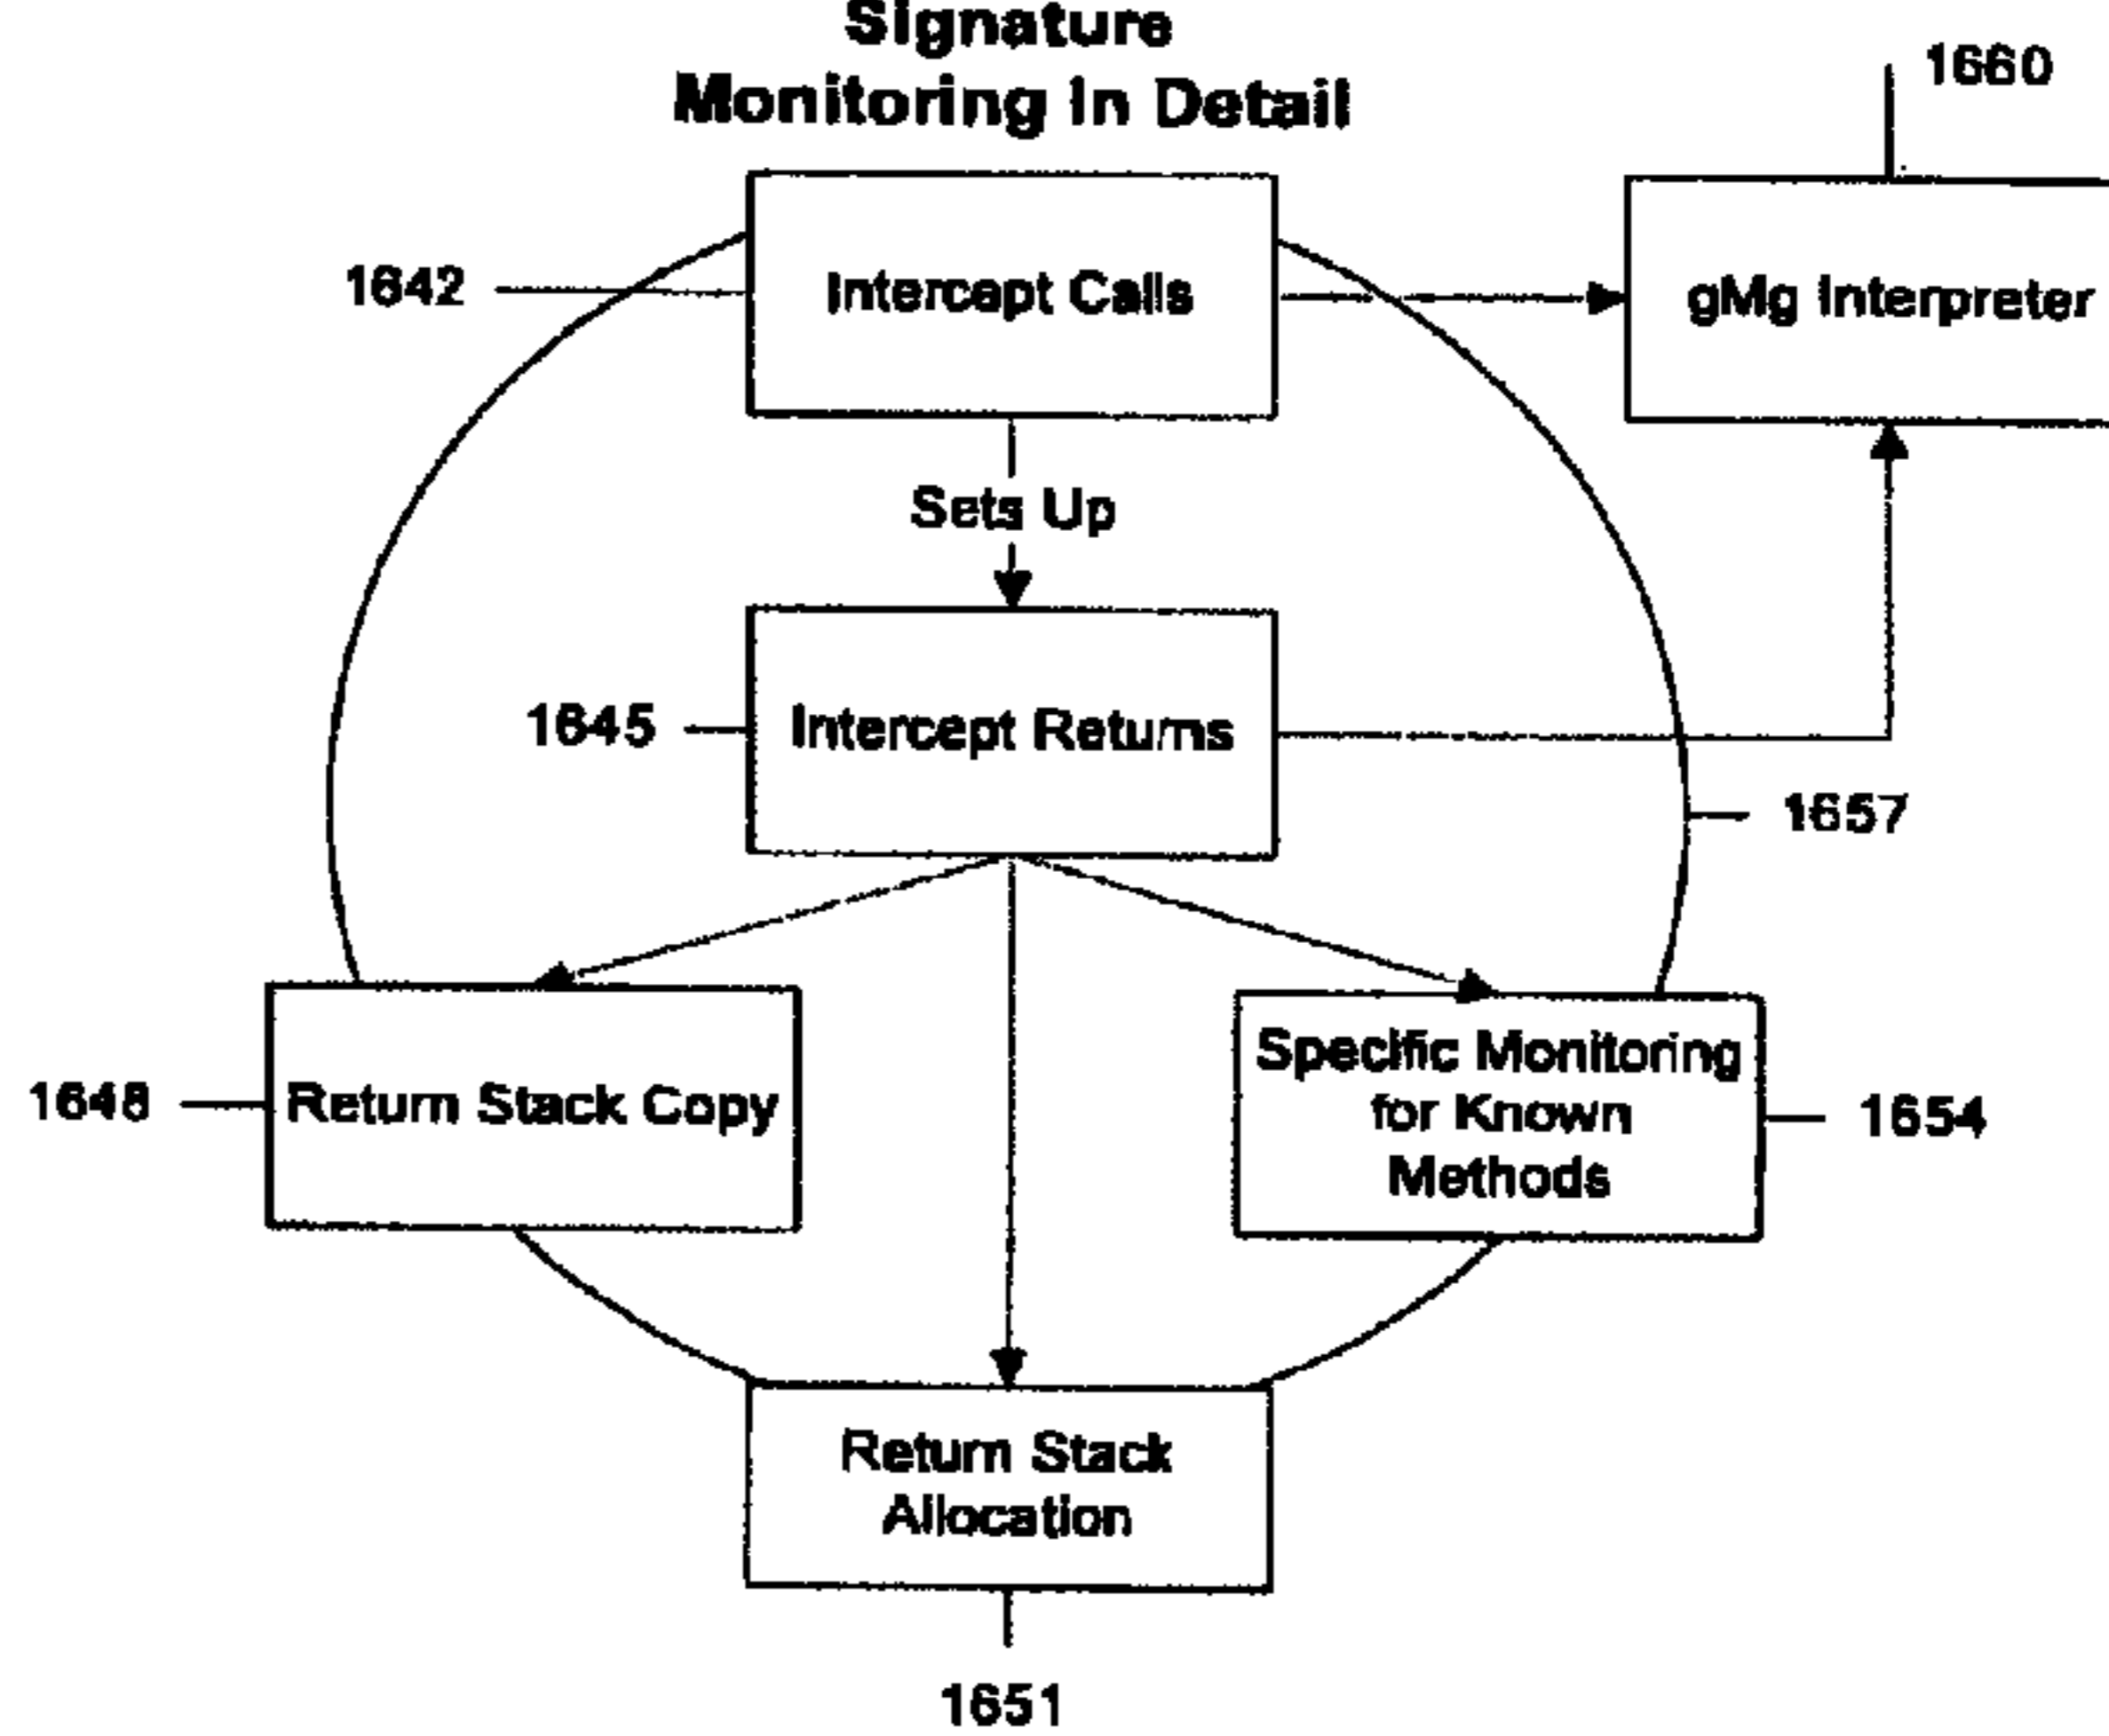 Signature
Monitoring In Detail
1660
1642
Intercept Calls
gMg Interpreter
Sets Up
1645
Intercept Returns
1657
1648
Return Stack Copy
Specific Monitoring
for Known
Methods
1654
Return Stack
Allocation
1651